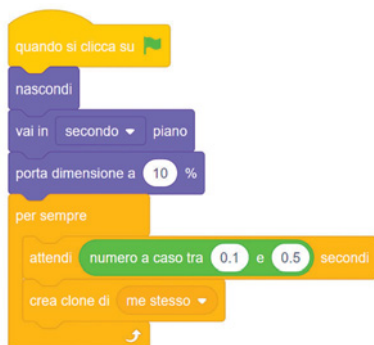 quando si clicca su
nascondi
vai in secondo piano
porta dimensione a 10 %
per sempre
attendi numero a caso tra 0.1 e 0.5 secondi
crea clone di me stesso